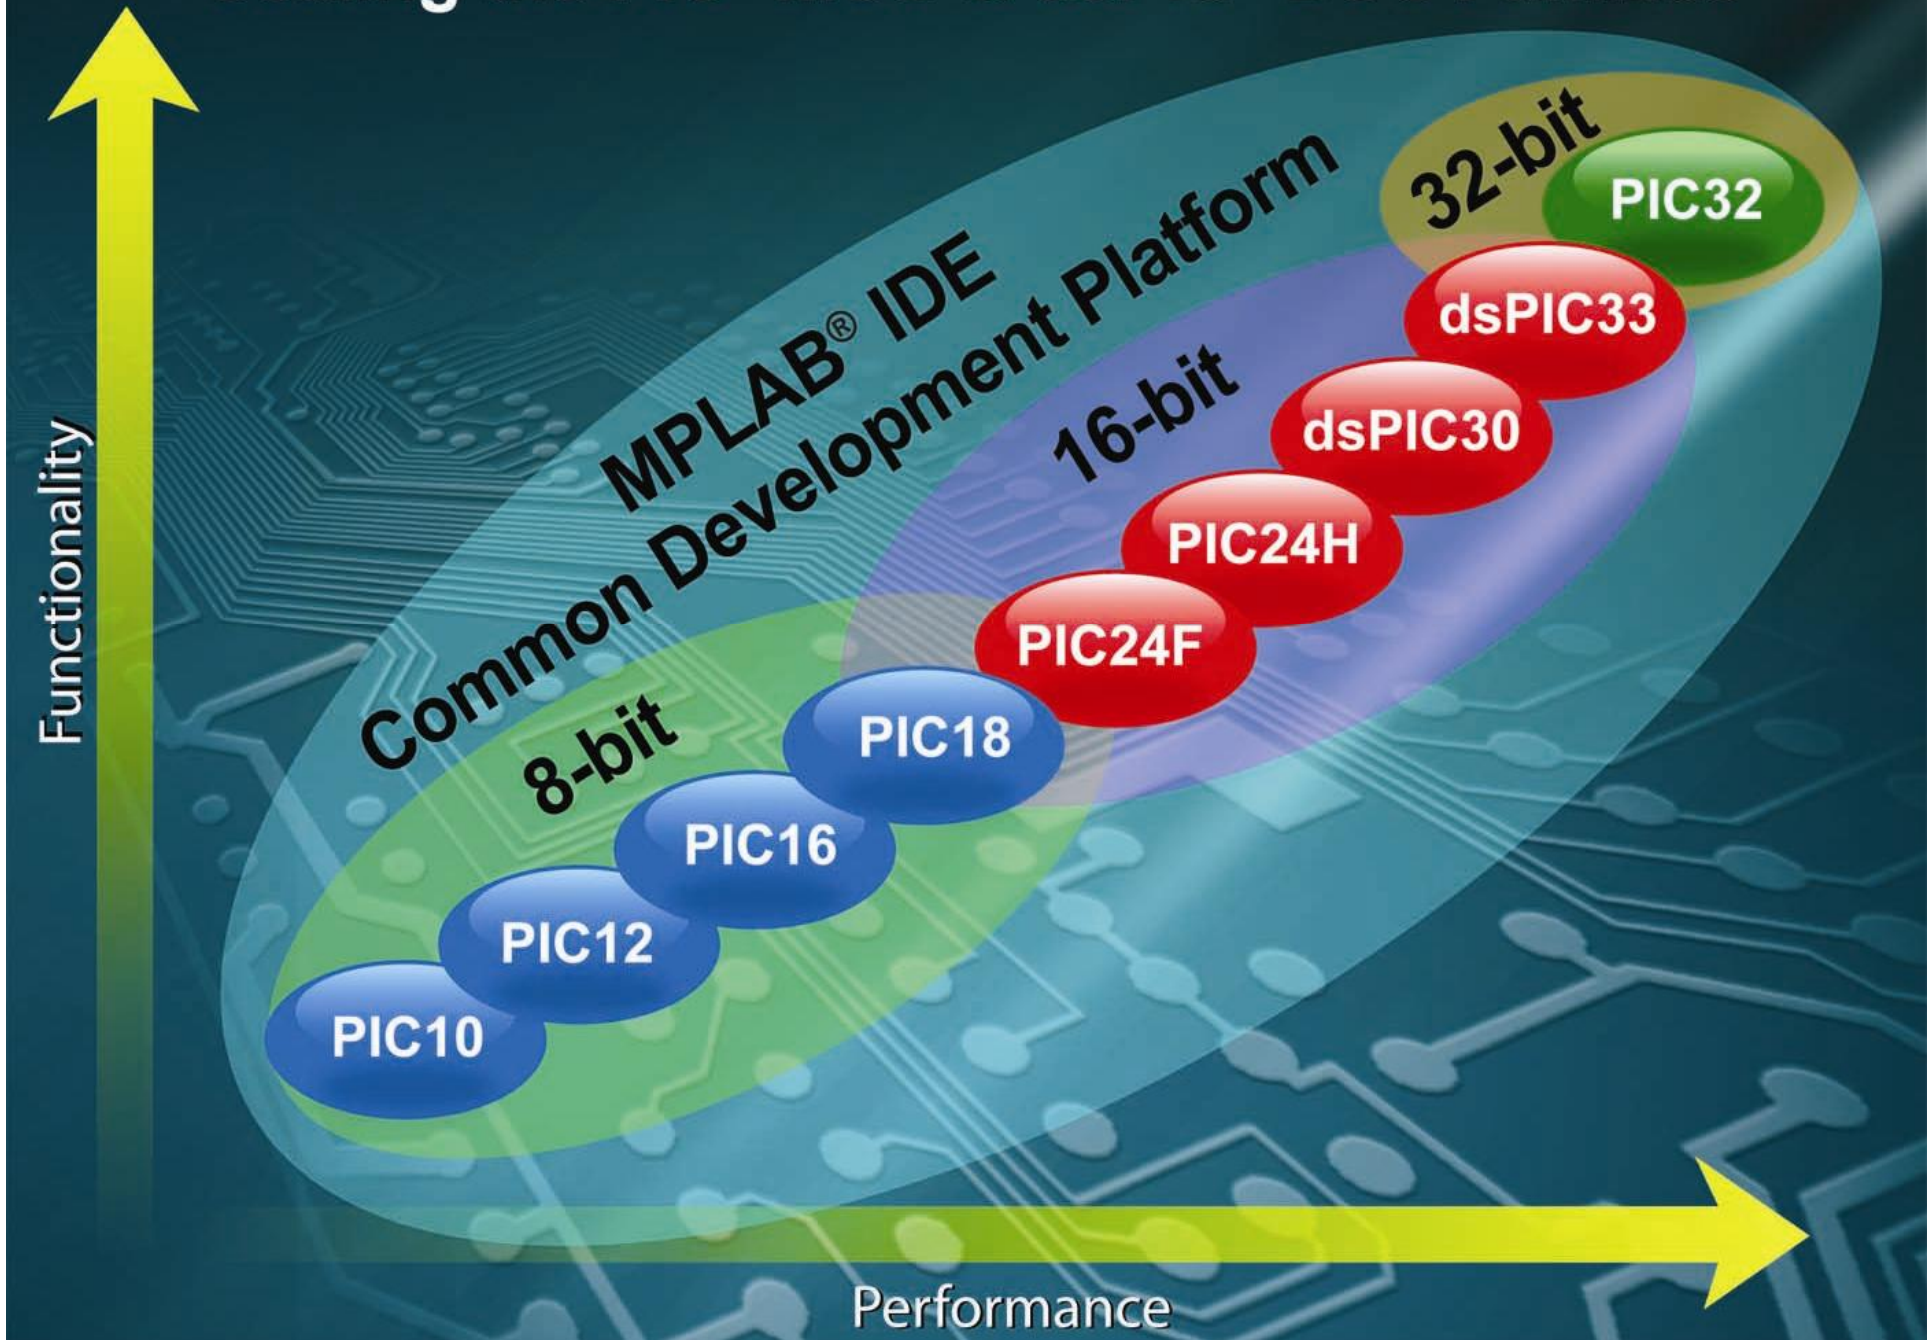 Functionality
MPLAB® IDE
Common Development Platform
32-bit
PIC32
dsPIC33
16-bit
dsPIC30
PIC24H
PIC24F
8-bit
PIC18
PIC16
PIC12
PIC10
Performance